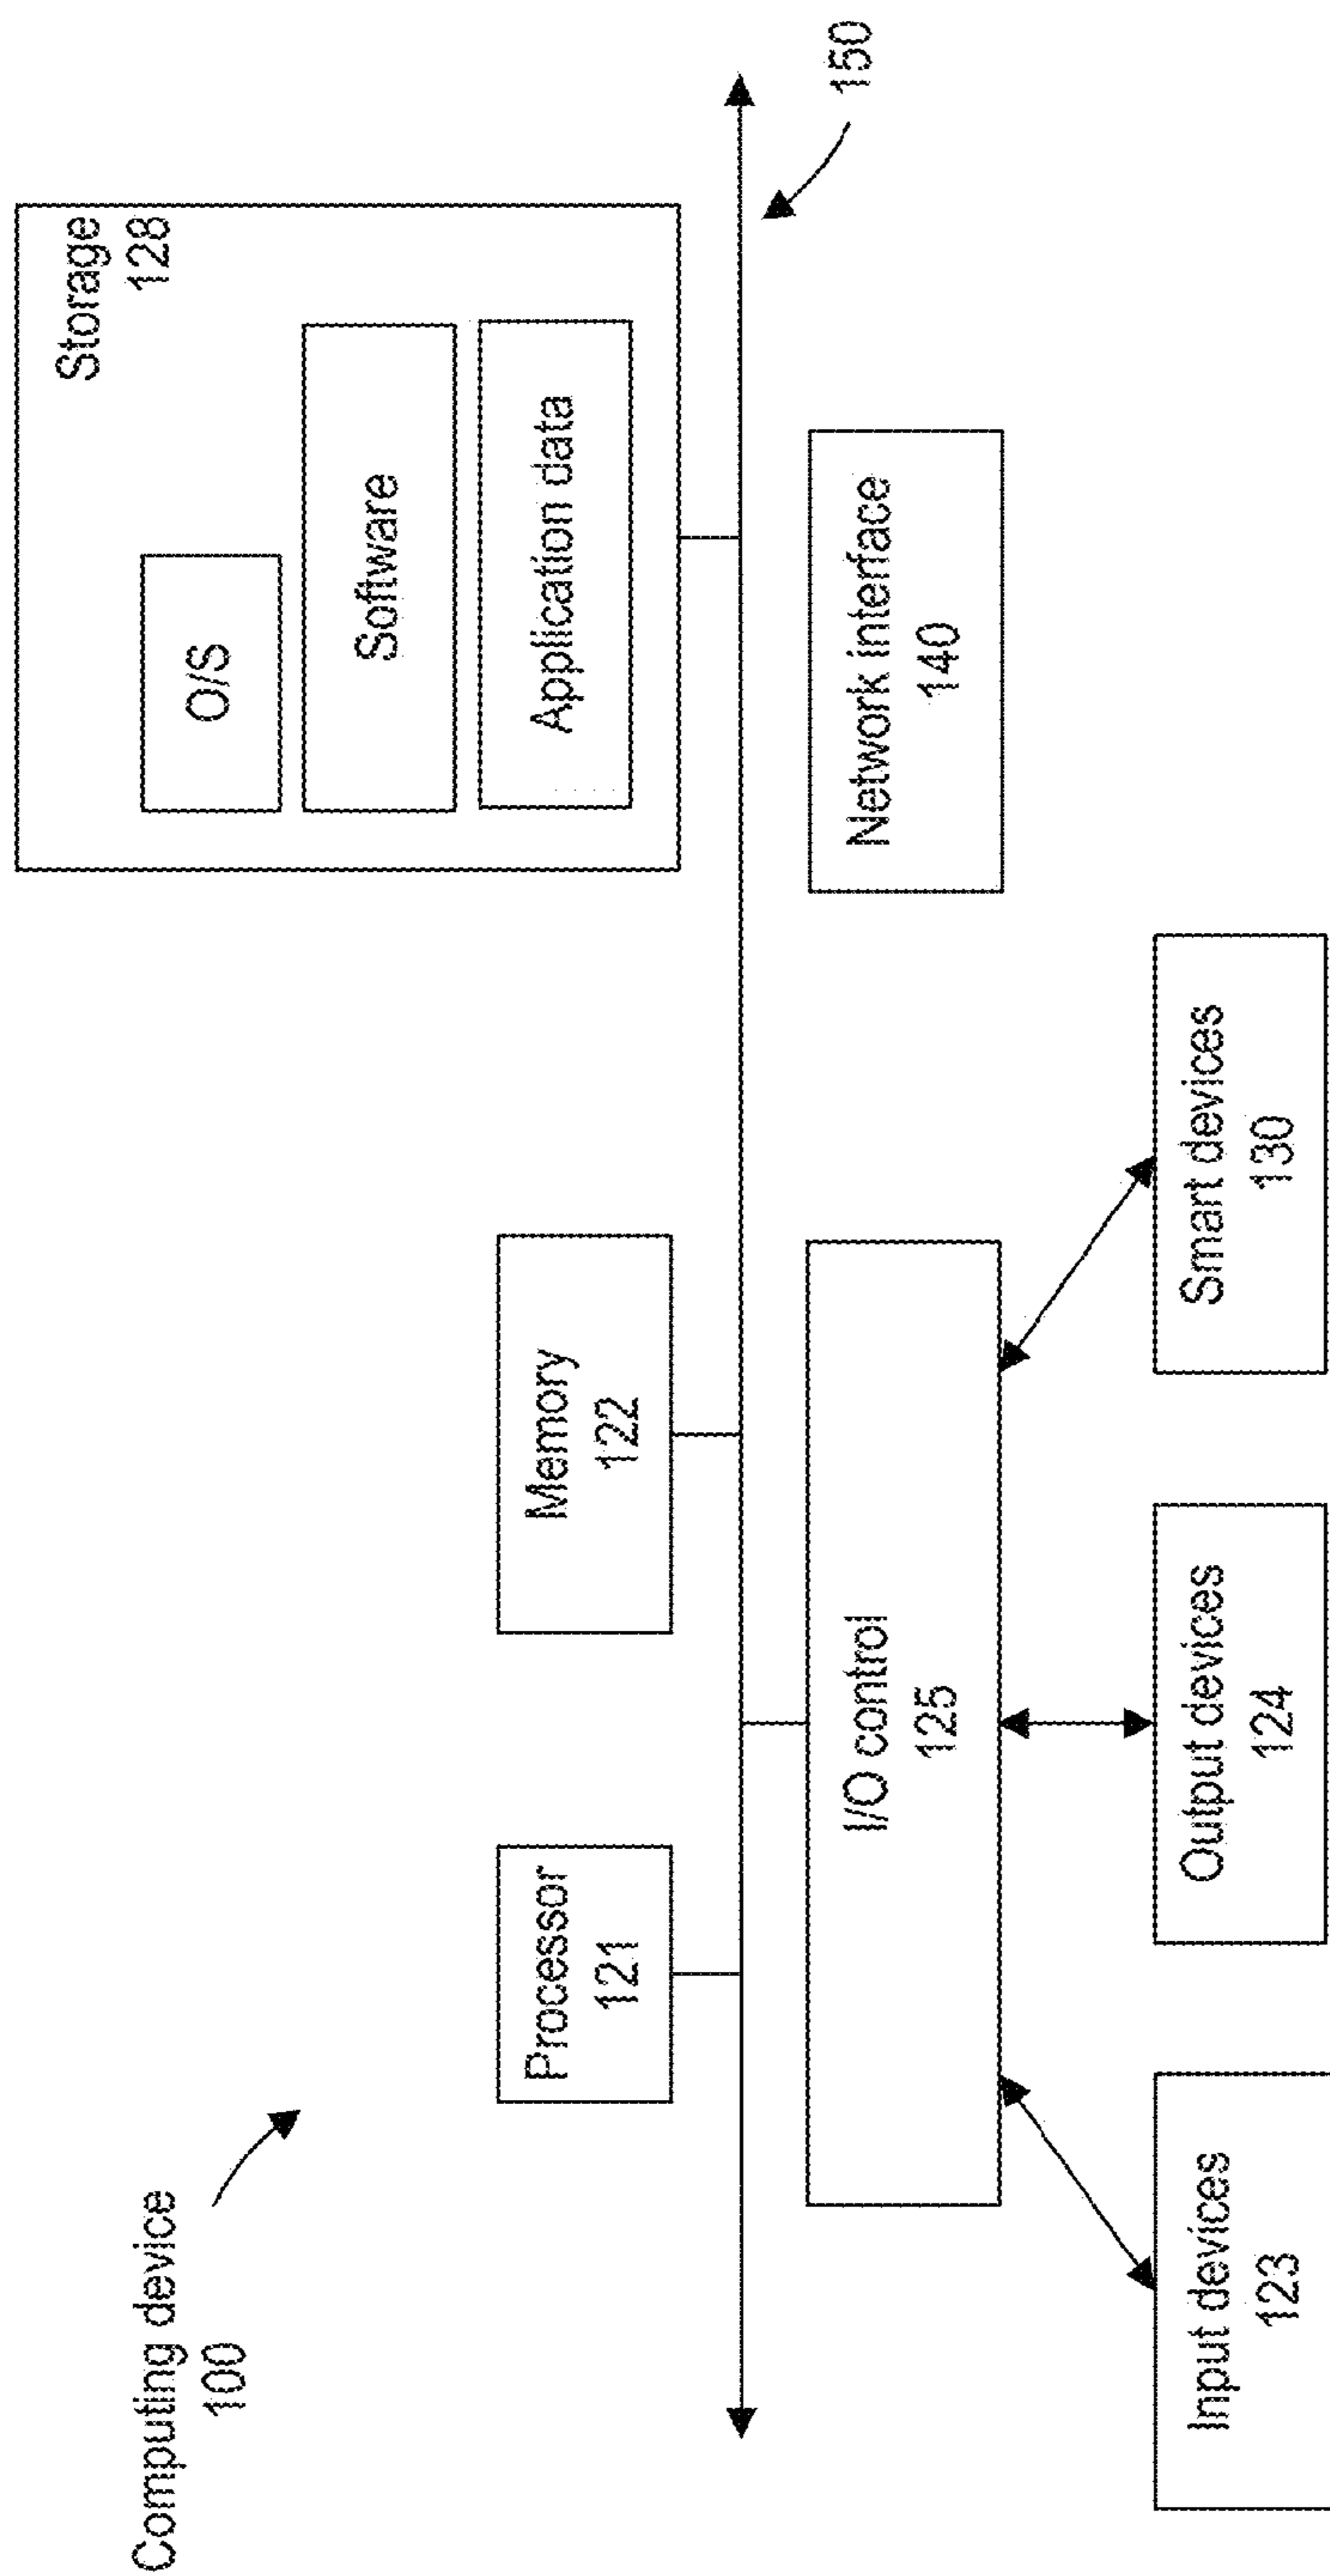 Computing device
100
Storage
128
O/S
Software
Application data
Processor
121
Memory
122
150
I/O control
125
Network interface
140
Input devices
123
Output devices
124
Smart devices
130